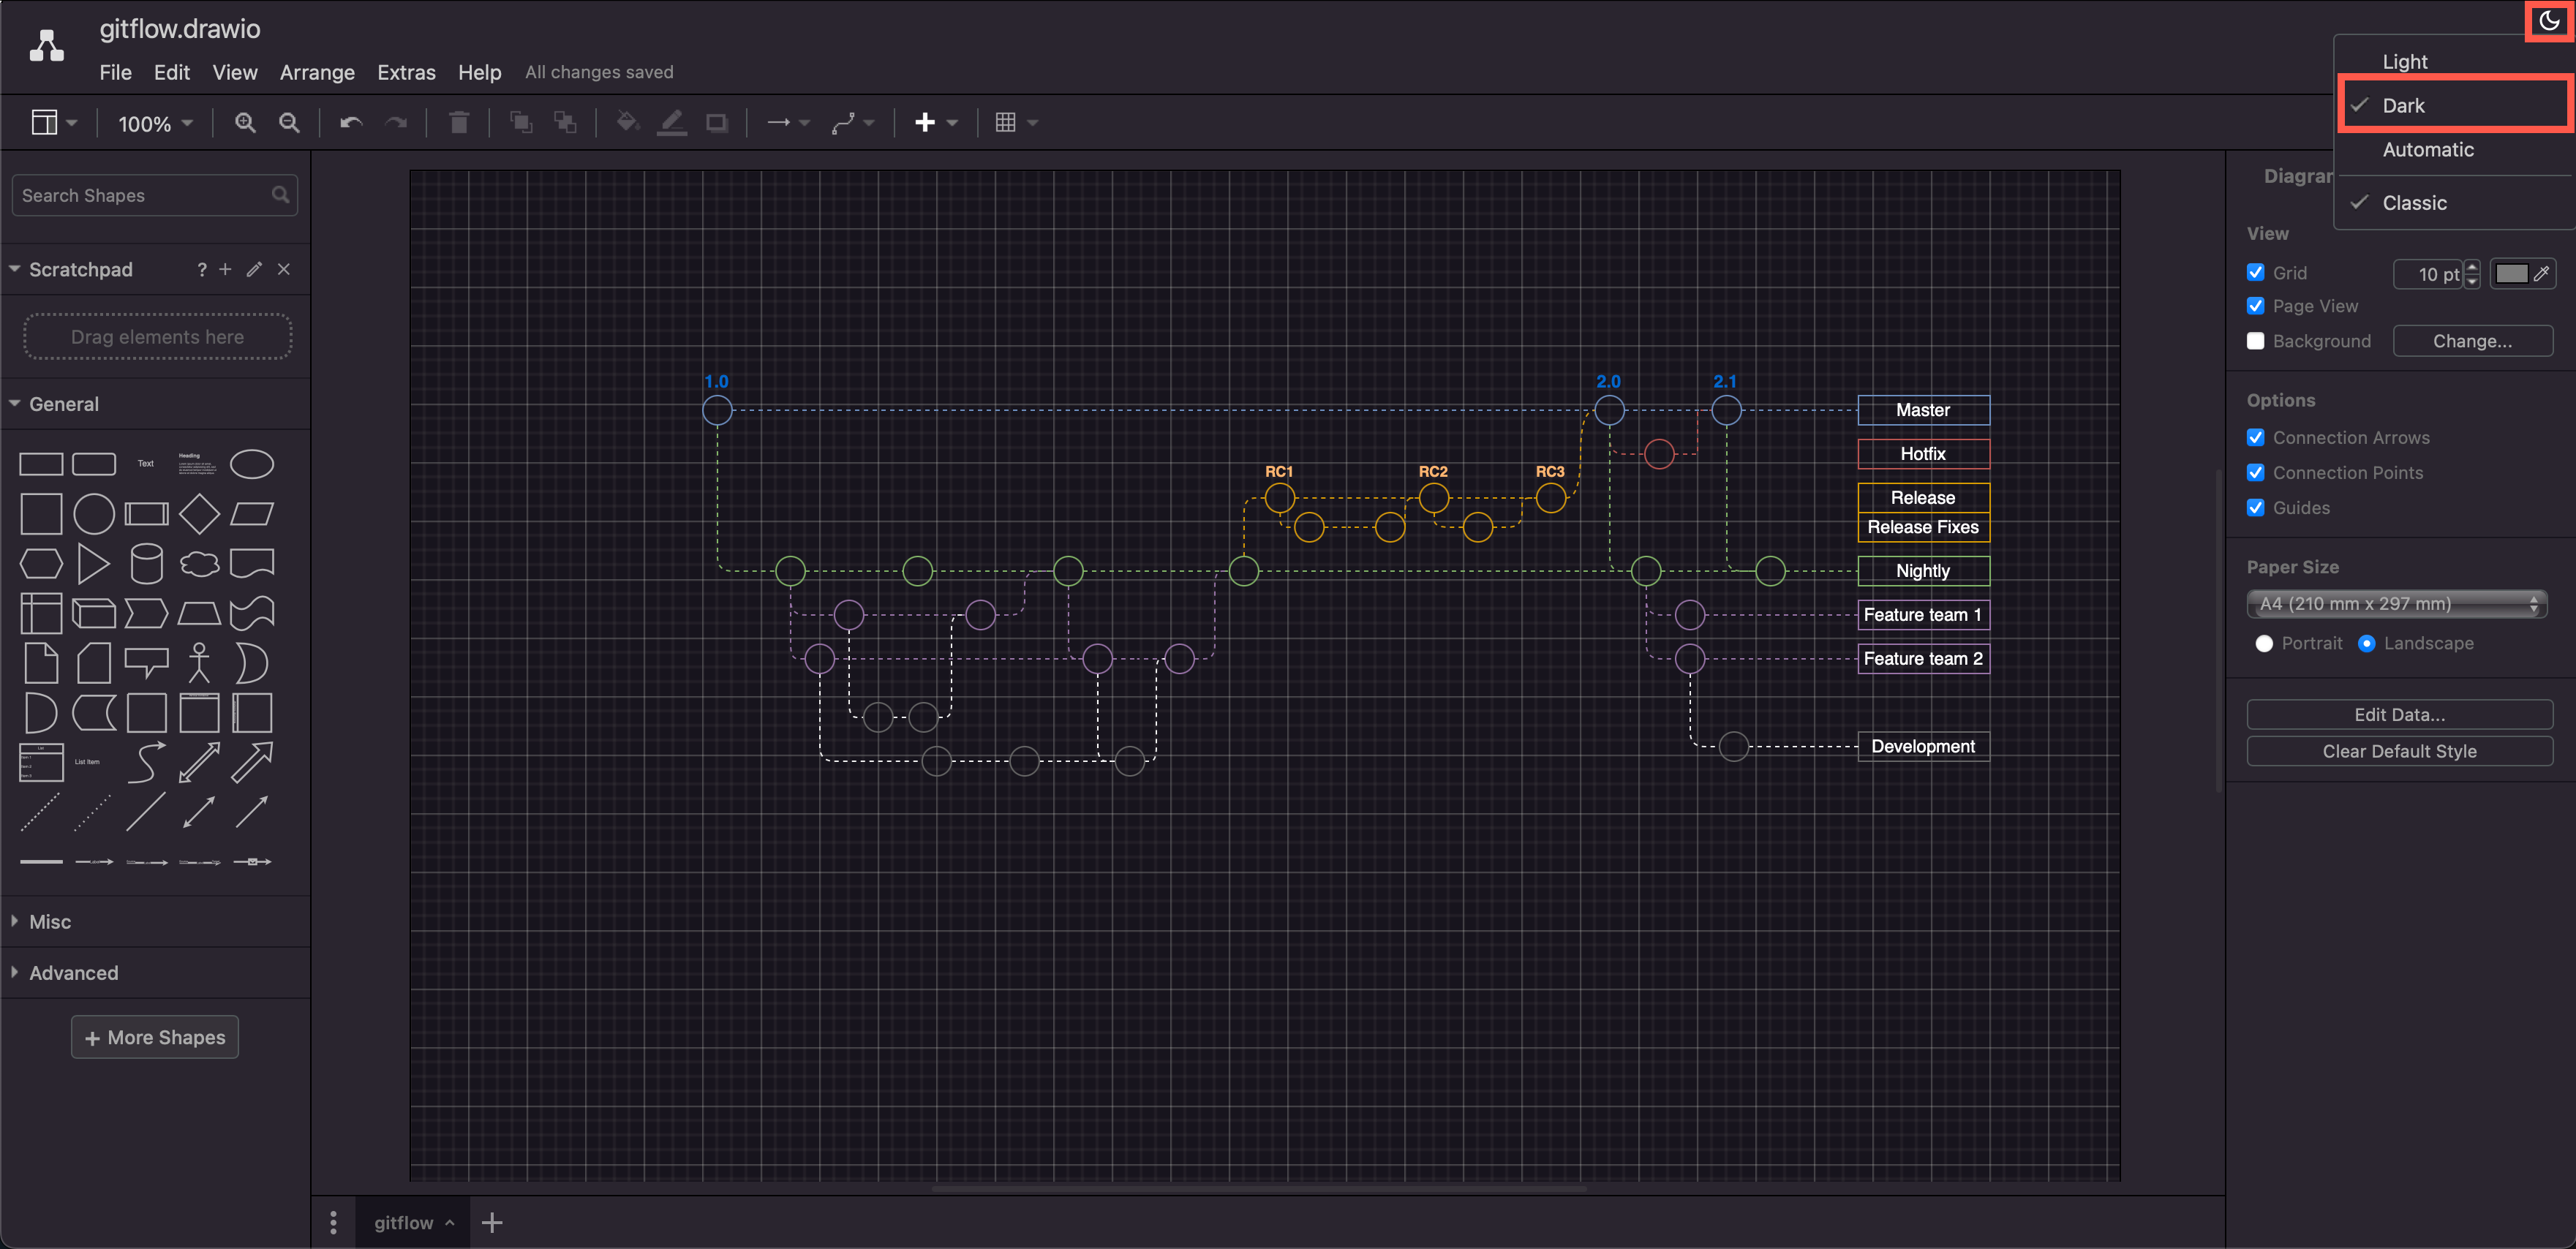 gitflow.drawio
File Edit View Arrange Extras Help All changes saved
Light
Dark
Automatic
Classic
100%
Search Shapes
Scratchpad ? + ×
Drag elements here
General
Text
Heading
List Item
Misc
Advanced
+ More Shapes
1.0
2.0
2.1
Master
Hotfix
RC1
RC2
RC3
Release
Release Fixes
Nightly
Feature team 1
Feature team 2
Development
View
Grid 10 pt
Page View
Background Change...
Options
Connection Arrows
Connection Points
Guides
Paper Size
A4 (210 mm x 297 mm)
Portrait Landscape
Edit Data...
Clear Default Style
gitflow